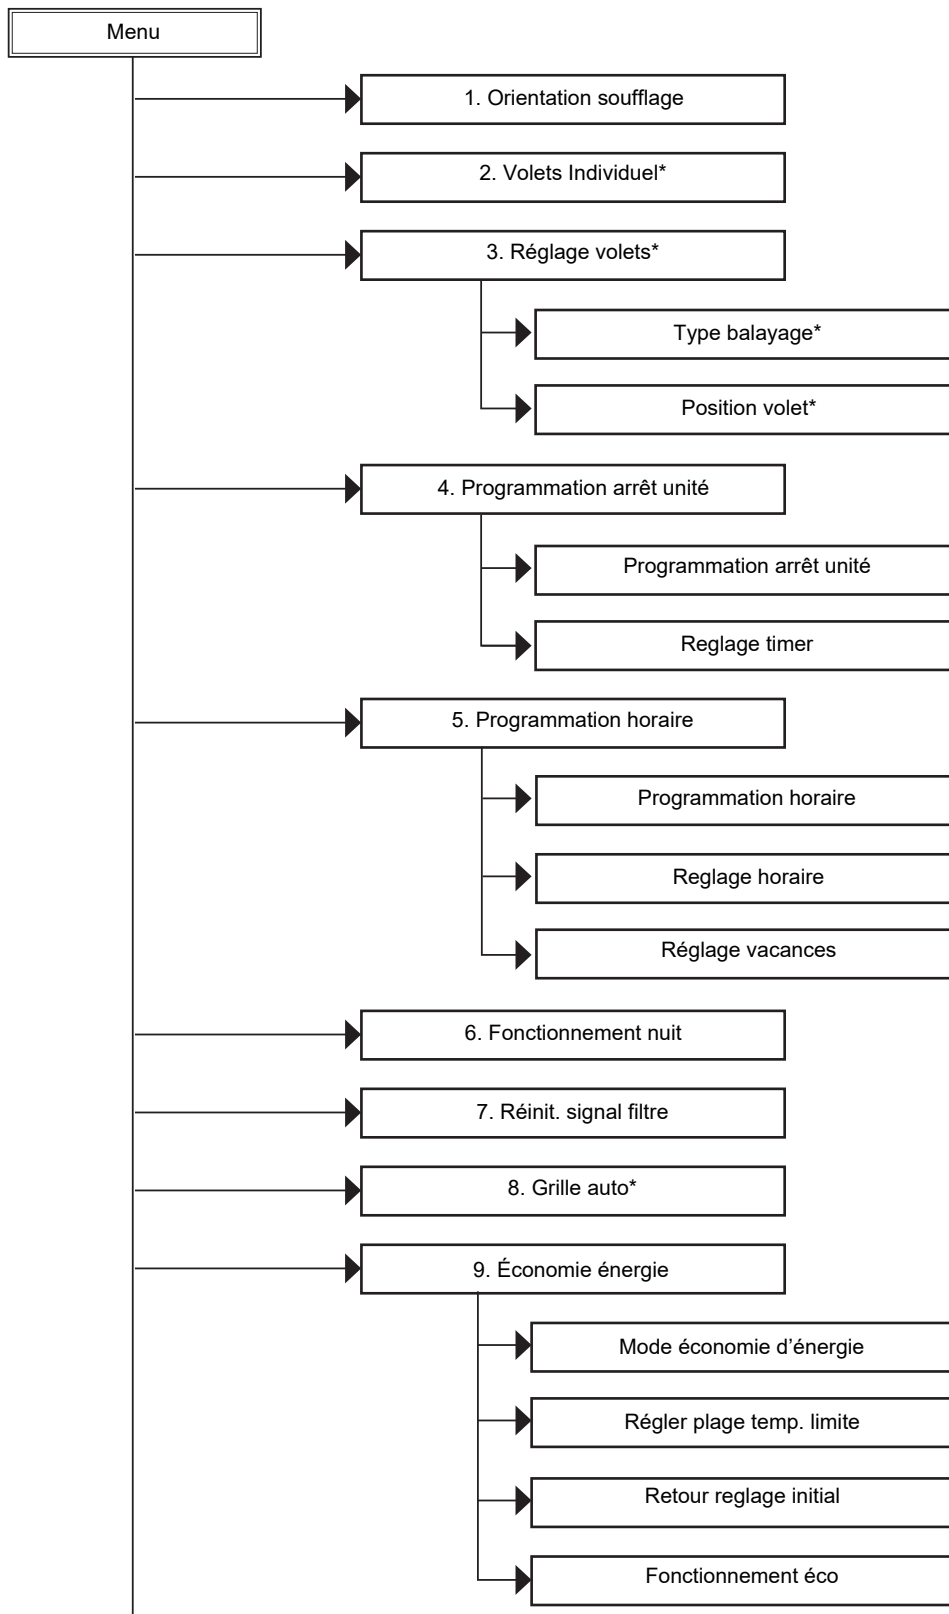 Menu
1. Orientation soufflage
2. Volets Individuel*
3. Réglage volets*
Type balayage*
Position volet*
4. Programmation arrêt unité
Programmation arrêt unité
Reglage timer
5. Programmation horaire
Programmation horaire
Reglage horaire
Réglage vacances
6. Fonctionnement nuit
7. Réinit. signal filtre
8. Grille auto*
9. Économie énergie
Mode économie d’énergie
Régler plage temp. limite
Retour reglage initial
Fonctionnement éco